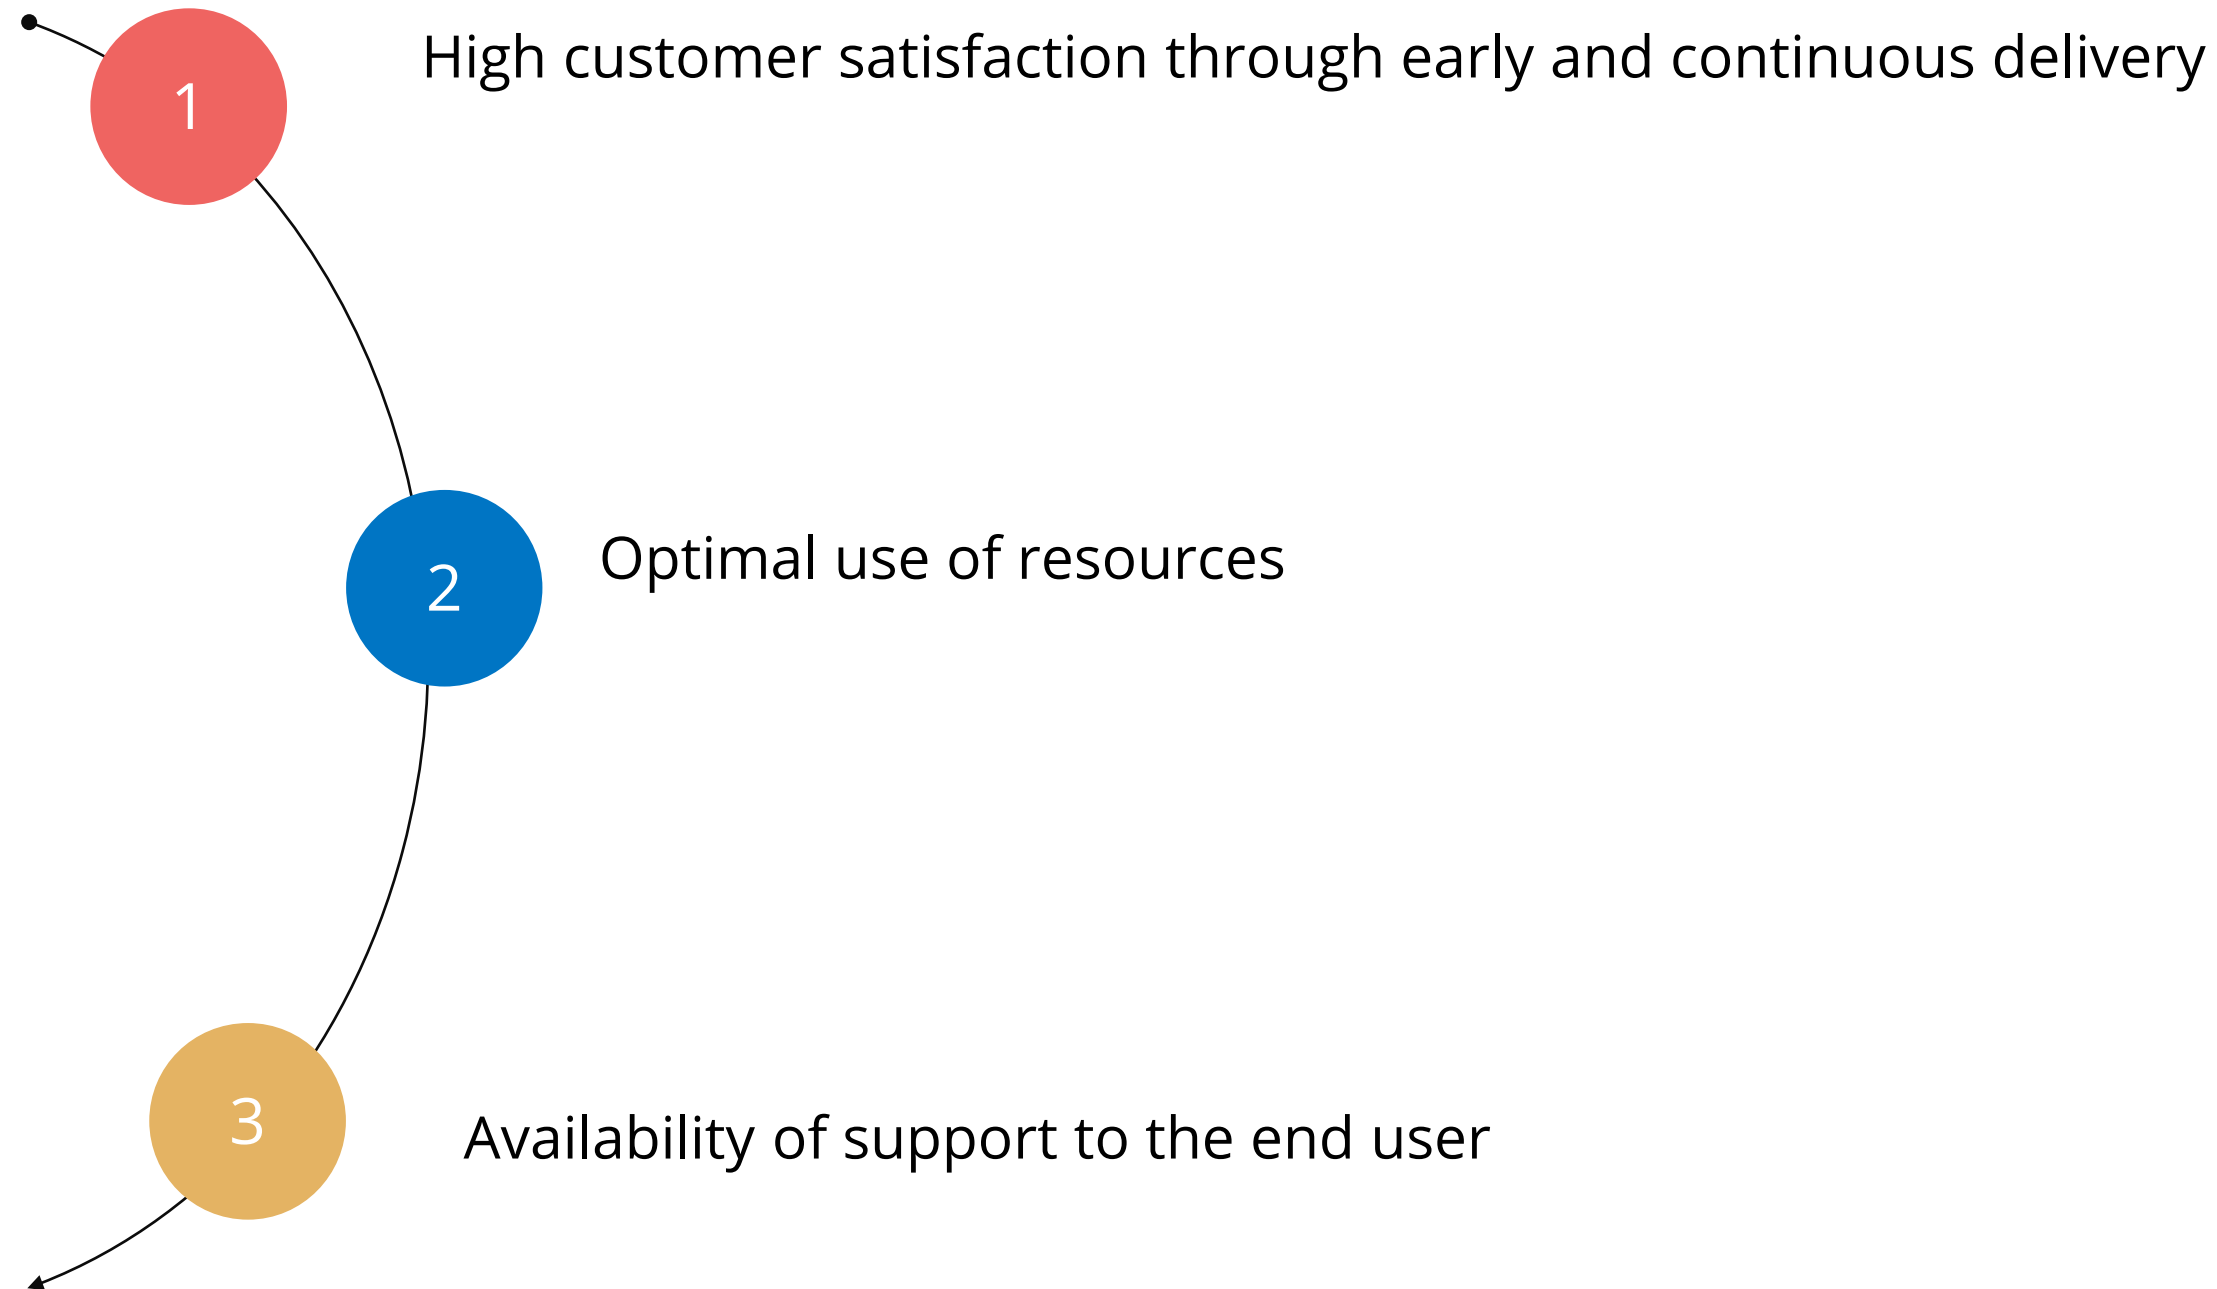 1
High customer satisfaction through early and continuous delivery
2
Optimal use of resources
3
Availability of support to the end user